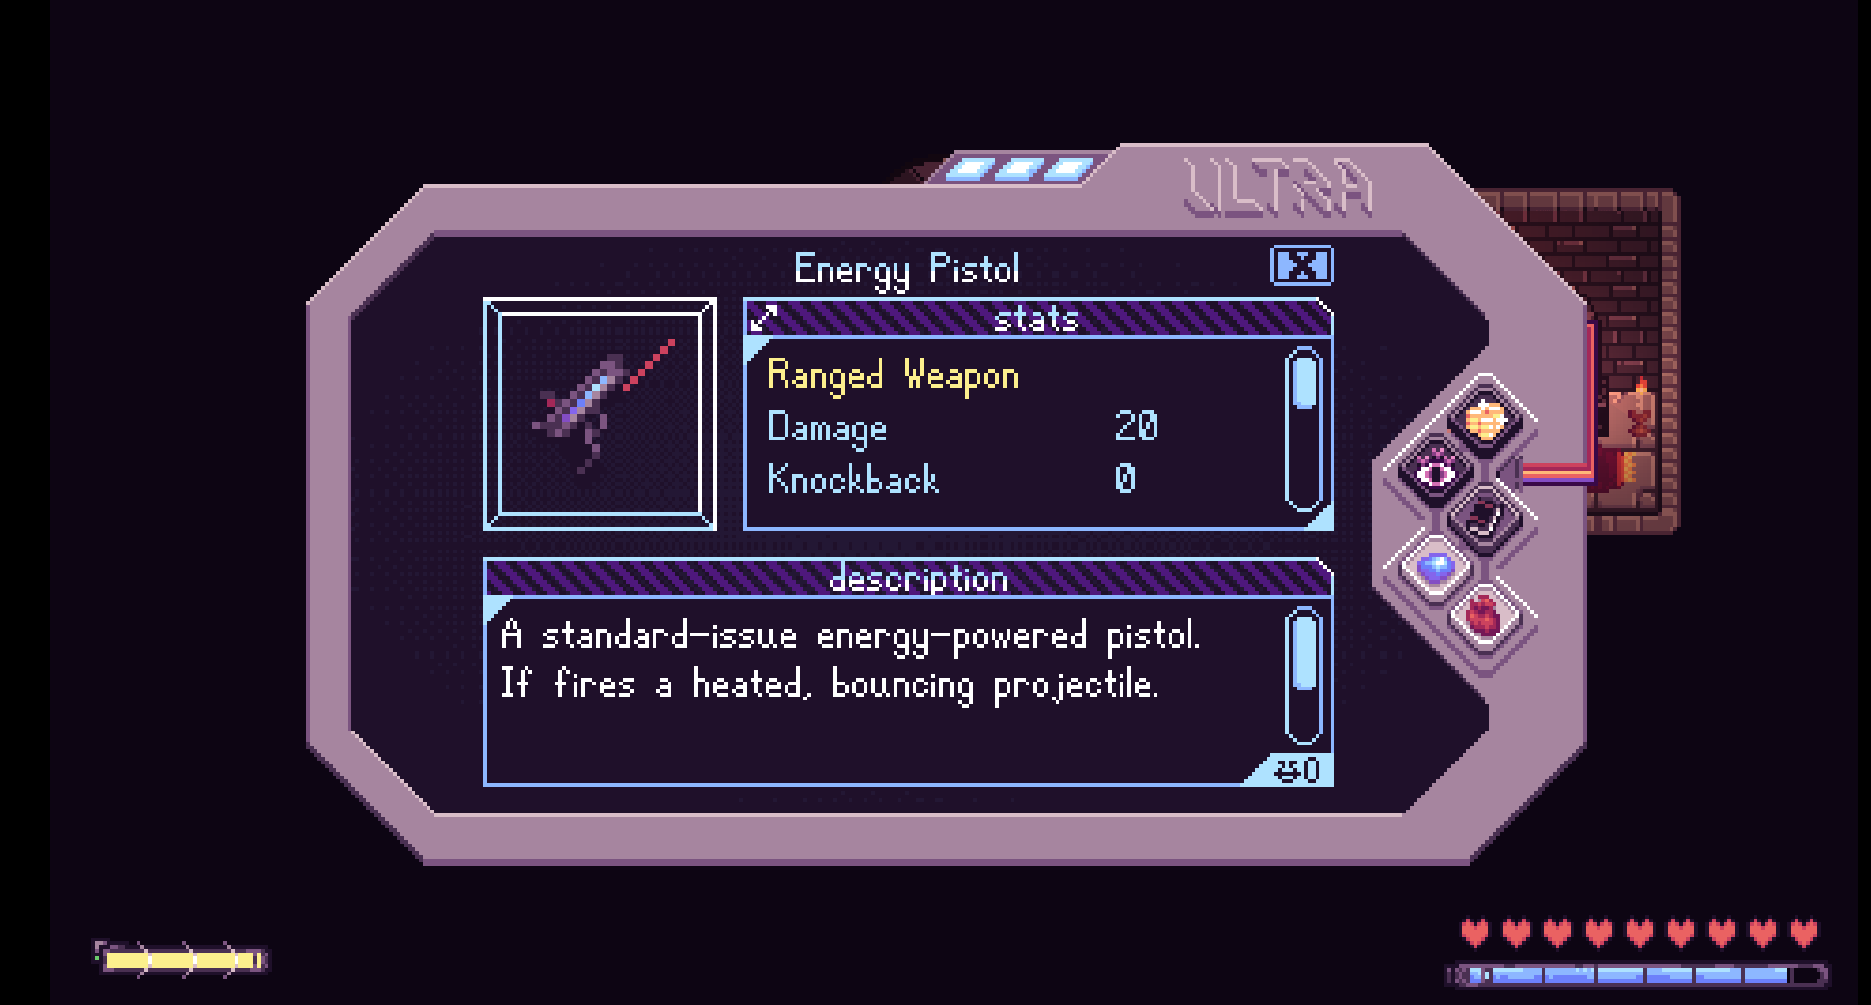 ULTRA
Energy Pistol
X
stats
Ranged Weapon
Damage 20
Knockback 0
description
A standard-issue energy-powered pistol.
If fires a heated, bouncing projectile.
0